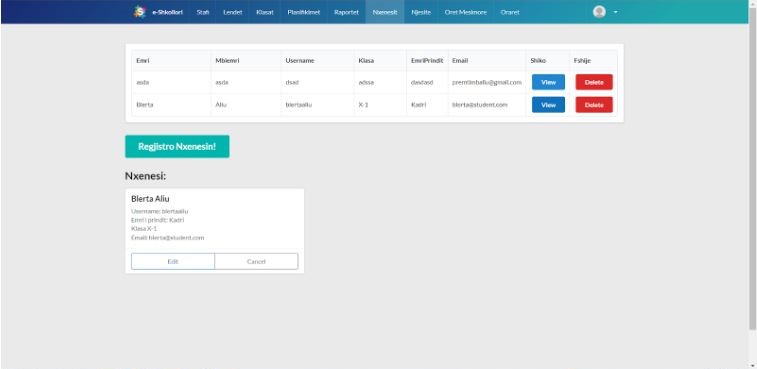 e-Shkollori Stafi Lendet Klasat Planifikimet Raportet Nxenesit Njesite Oret Mesimore Oraret
Emri Mbiemri Username Klasa EmriPrindit Email Shiko Fshije
asda asda dsad adssa dasdasd premtimbaliu@gmail.com View Delete
Blerta Aliu blertaaliu X-1 Kadri blerta@student.com View Delete
Regjistro Nxenesin!
Nxenesi:
Blerta Aliu
Username: blertaaliu
Emri i prindit: Kadri
Klasa X-1
Email: blerta@student.com
Edit Cancel